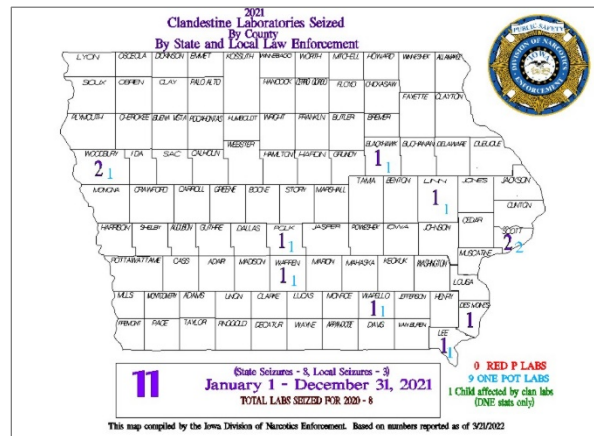 2021
Clandestine Laboratories Seized
By County
By State and Local Law Enforcement
PUBLIC SAFETY
DIVISION OF NARCOTICS
ENFORCEMENT
LYON OSCEOLA DICKINSON EMMET KOSSUTH WINNEBAGO WORTH MITCHELL HOWARD WINNESHIEK ALLAMAKEE
SIOUX OBRIEN CLAY PALO ALTO HANCOCK CERRO GORDO FLOYD CHICKASAW
FAYETTE CLAYTON
PLYMOUTH CHEROKEE BUENA VISTA POCAHONTAS HUMBOLDT WRIGHT FRANKLIN BUTLER BREMER
WEBSTER
WOODBURY IDA SAC CALHOUN HAMILTON HARDIN GRUNDY BLACKHAWK BUCHANAN DELAWARE DUBUQUE
2 1 1 1
TAMA BENTON LINN JONES JACKSON
1 1
MONONA CRAWFORD CARROLL GREENE BOONE STORY MARSHALL
CLINTON
CEDAR
HARRISON SHELBY AUDUBON GUTHRIE DALLAS POLK JASPER POWESHIEK IOWA JOHNSON SCOTT
1 1 2 2
MUSCATINE
POTTAWATTAME CASS ADAIR MADISON WARREN MARION MAHASKA KEOKUK WASHINGTON
1 1
LOUISA
MILLS MONTGOMERY ADAMS UNION CLARKE LUCAS MONROE WAPELLO JEFFERSON HENRY DES MOINES
1 1 1
FREMONT PAGE TAYLOR RINGGOLD DECATUR WAYNE APPANOOSE DAVIS VAN BUREN LEE
1 1
0 RED P LABS
9 ONE POT LABS
1 Child affected by clan labs
(DNE stats only)
11
(State Seizures - 8, Local Seizures - 3)
January 1 - December 31, 2021
TOTAL LABS SEIZED FOR 2020 - 8
This map compiled by the Iowa Division of Narcotics Enforcement. Based on numbers reported as of 3/21/2022